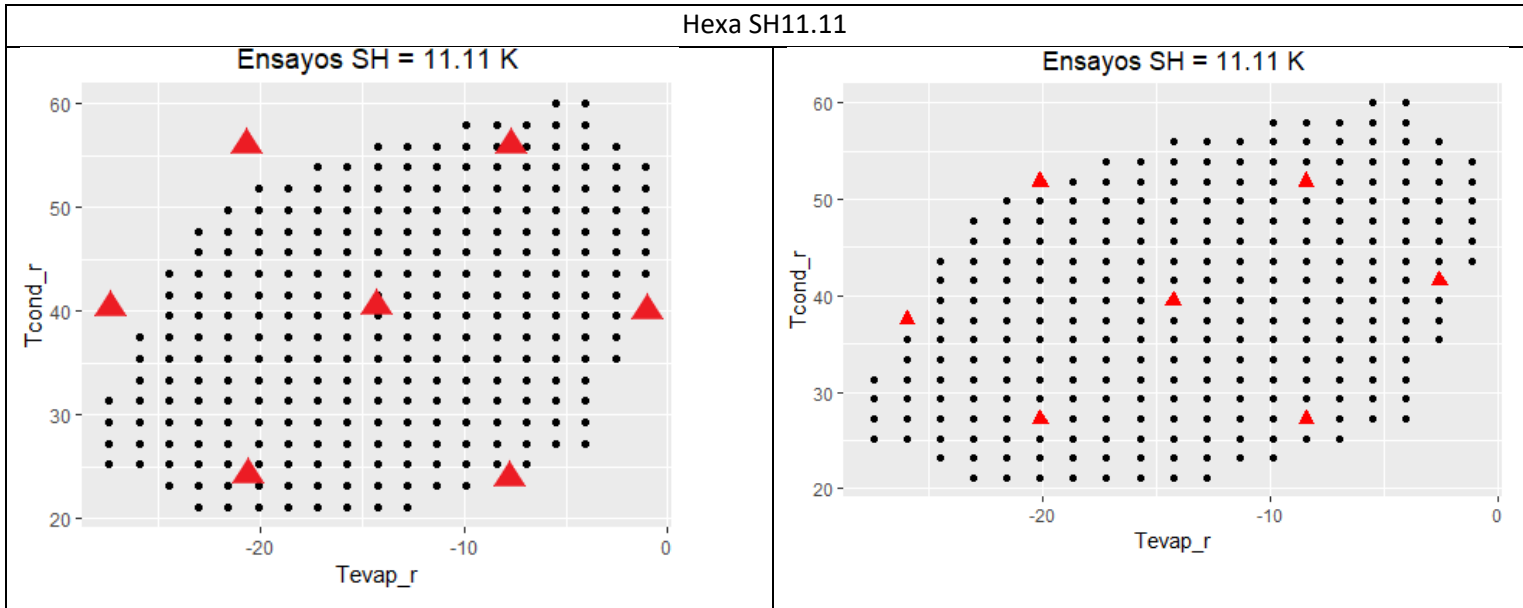 Hexa SH11.11
Ensayos SH = 11.11 K
60
50
40
30
20
Tcond_r
-20
-10
0
Tevap_r
Ensayos SH = 11.11 K
60
50
40
30
20
Tcond_r
-20
-10
0
Tevap_r